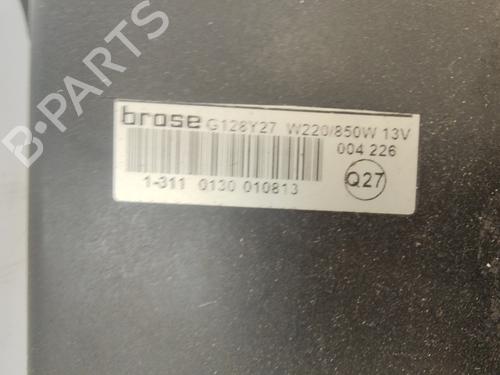 B-PARTS
brose G128Y27 W220/850W 13V
004 226
1-311 0130 010813
Q27